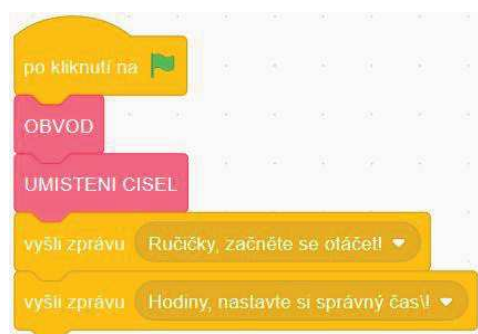 po kliknutí na
OBVOD
UMISTENI CISEL
vyšli zprávu Ručičky, začněte se otáčet!
vyšli zprávu Hodiny, nastavte si správný čas\!